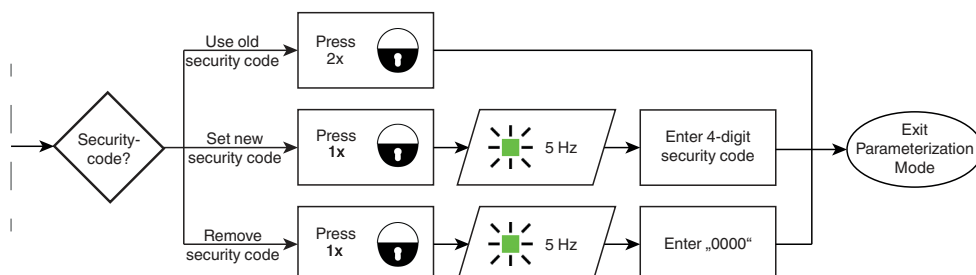 Use old
security code
Press
2x
Security-
code?
Set new
security code
Press
1x
5 Hz
Enter 4-digit
security code
Exit
Parameterization
Mode
Remove
security code
Press
1x
5 Hz
Enter „0000“